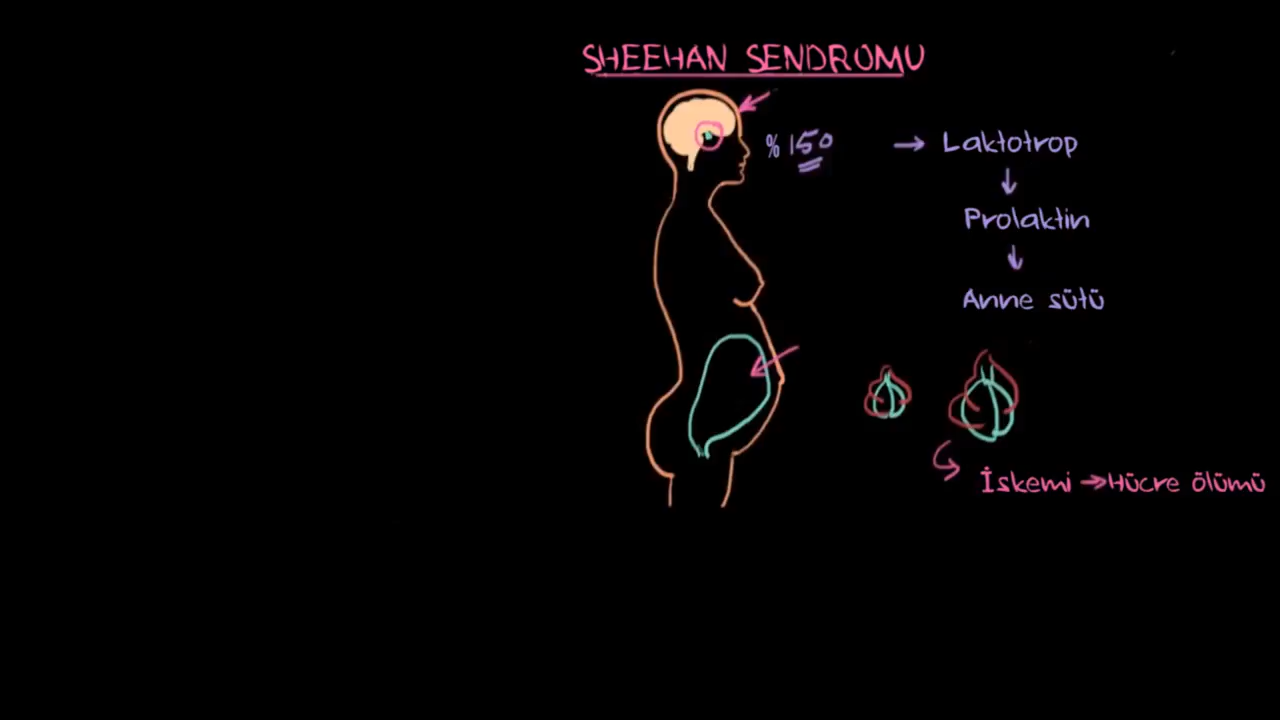 SHEEHAN SENDROMU
%150 → Laktotrop
↓
Prolaktin
↓
Anne sütü
İskemi → Hücre ölümü